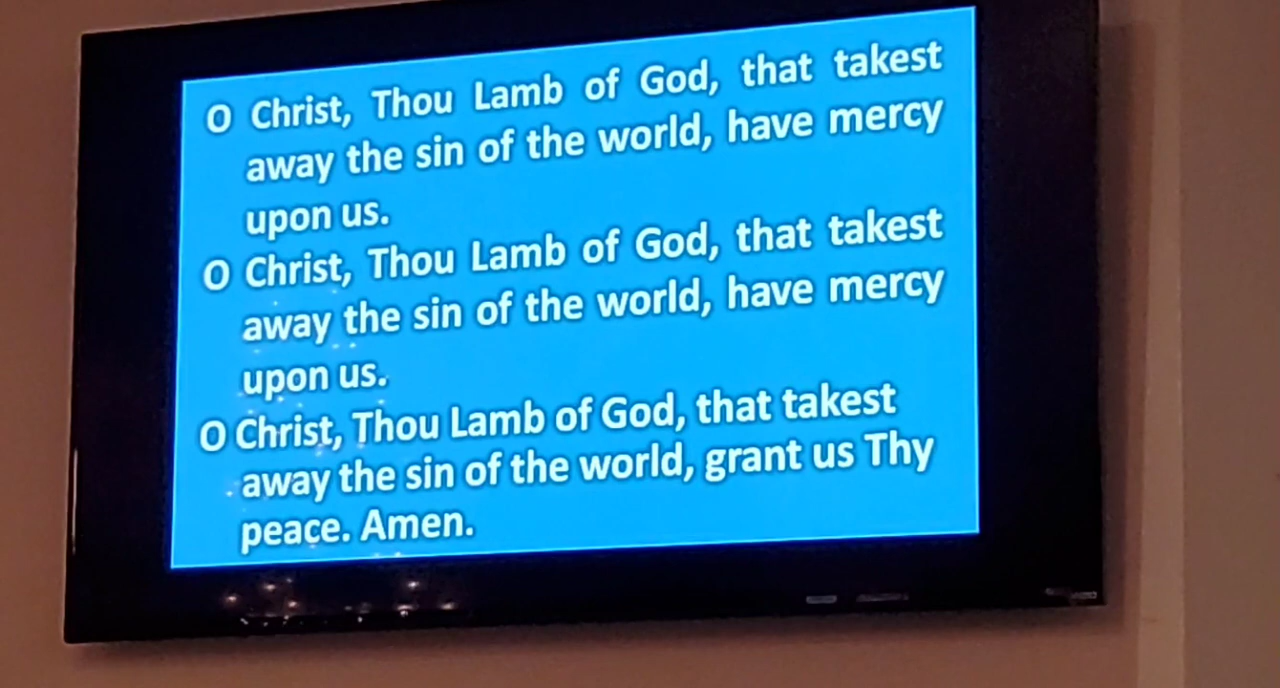 O Christ, Thou Lamb of God, that takest
away the sin of the world, have mercy
upon us.
O Christ, Thou Lamb of God, that takest
away the sin of the world, have mercy
upon us.
O Christ, Thou Lamb of God, that takest
away the sin of the world, grant us Thy
peace. Amen.